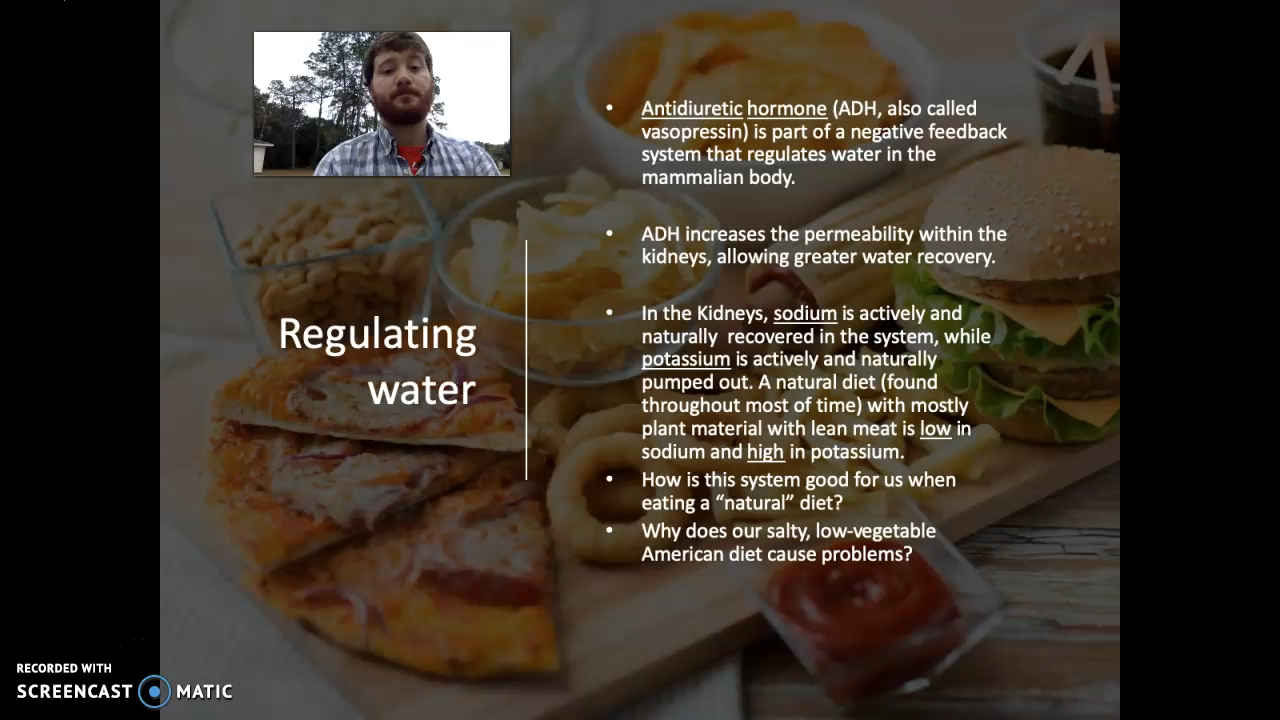 Regulating
water
• Antidiuretic hormone (ADH, also called
vasopressin) is part of a negative feedback
system that regulates water in the
mammalian body.
• ADH increases the permeability within the
kidneys, allowing greater water recovery.
• In the Kidneys, sodium is actively and
naturally  recovered in the system, while
potassium is actively and naturally
pumped out. A natural diet (found
throughout most of time) with mostly
plant material with lean meat is low in
sodium and high in potassium.
• How is this system good for us when
eating a “natural” diet?
• Why does our salty, low-vegetable
American diet cause problems?
RECORDED WITH
SCREENCAST MATIC